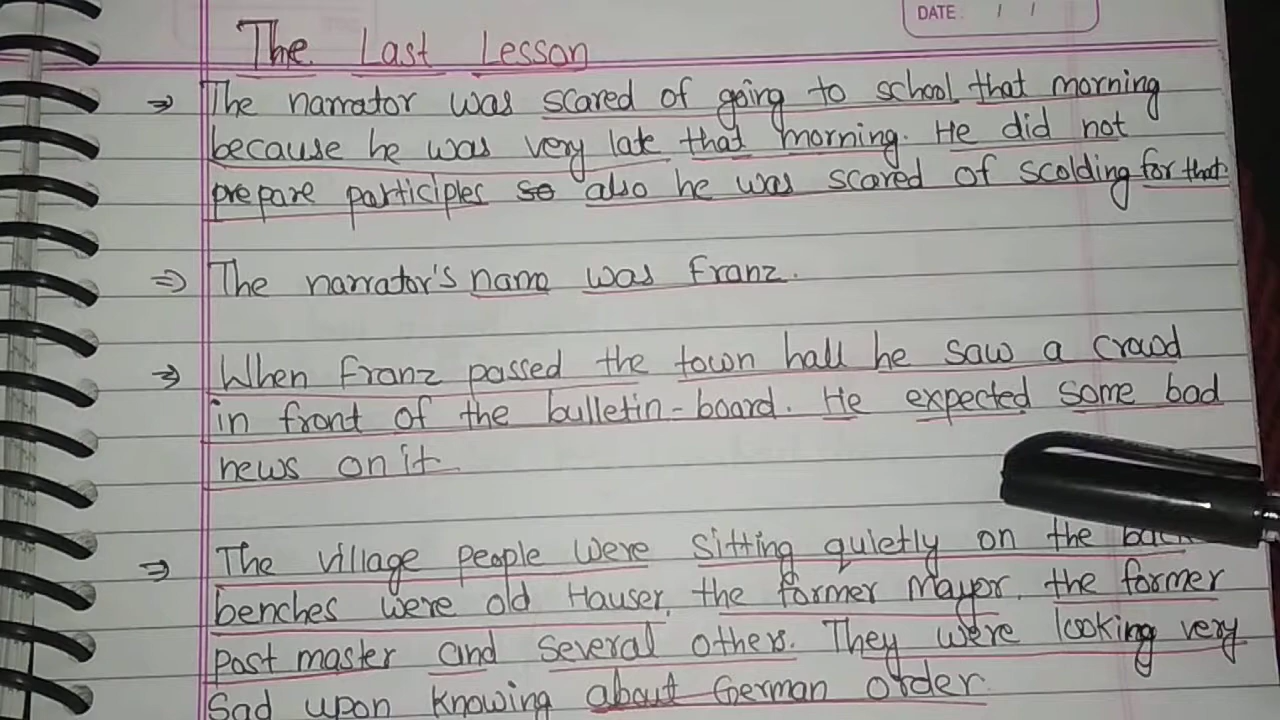 DATE / /
The Last Lesson
⇒ The narrator was scared of going to school that morning
because he was very late that morning. He did not
prepare participles so also he was scared of scolding for that
⇒ The narrator's name was Franz.
⇒ When Franz passed the town hall he saw a crowd
in front of the bulletin-board. He expected some bad
news on it
⇒ The village people were sitting quietly on the back
benches were old Hauser, the former Mayor, the former
post master and several others. They were looking very
Sad upon knowing about German order.